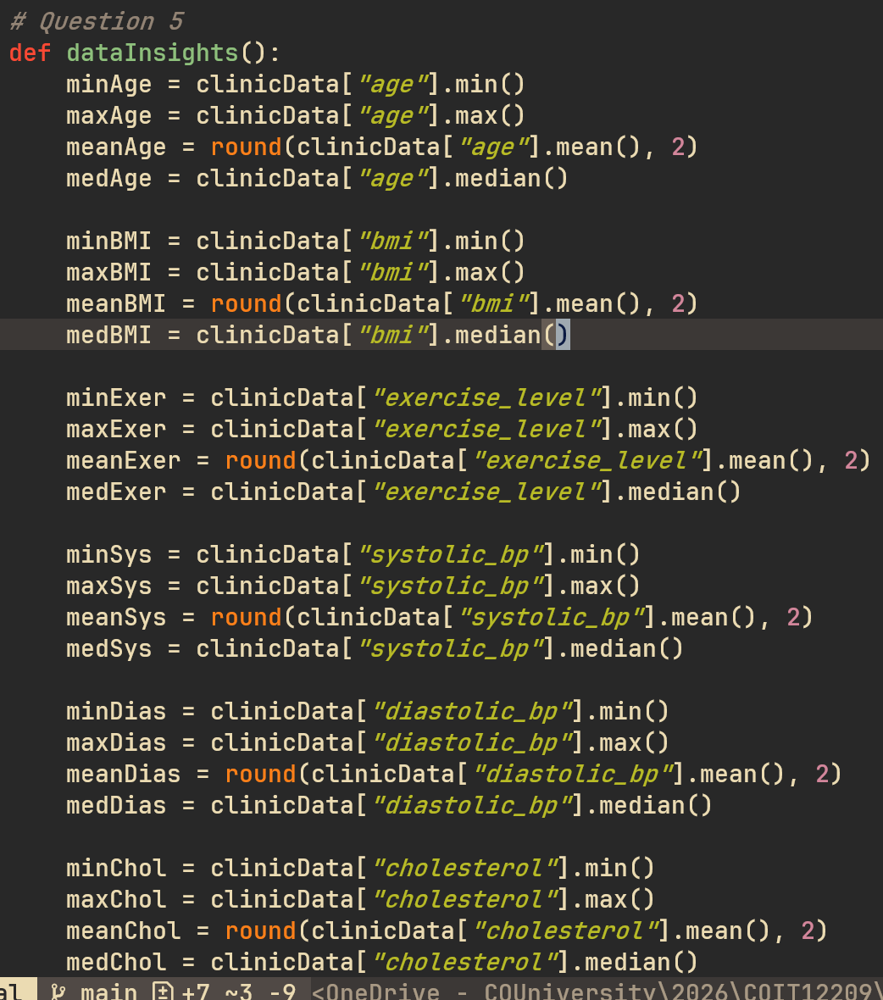 # Question 5
def dataInsights():
    minAge = clinicData["age"].min()
    maxAge = clinicData["age"].max()
    meanAge = round(clinicData["age"].mean(), 2)
    medAge = clinicData["age"].median()

    minBMI = clinicData["bmi"].min()
    maxBMI = clinicData["bmi"].max()
    meanBMI = round(clinicData["bmi"].mean(), 2)
    medBMI = clinicData["bmi"].median()

    minExer = clinicData["exercise_level"].min()
    maxExer = clinicData["exercise_level"].max()
    meanExer = round(clinicData["exercise_level"].mean(), 2)
    medExer = clinicData["exercise_level"].median()

    minSys = clinicData["systolic_bp"].min()
    maxSys = clinicData["systolic_bp"].max()
    meanSys = round(clinicData["systolic_bp"].mean(), 2)
    medSys = clinicData["systolic_bp"].median()

    minDias = clinicData["diastolic_bp"].min()
    maxDias = clinicData["diastolic_bp"].max()
    meanDias = round(clinicData["diastolic_bp"].mean(), 2)
    medDias = clinicData["diastolic_bp"].median()

    minChol = clinicData["cholesterol"].min()
    maxChol = clinicData["cholesterol"].max()
    meanChol = round(clinicData["cholesterol"].mean(), 2)
    medChol = clinicData["cholesterol"].median()
al main +7 ~3 -9 <OneDrive - CQUniversity\2026\COIT12209\